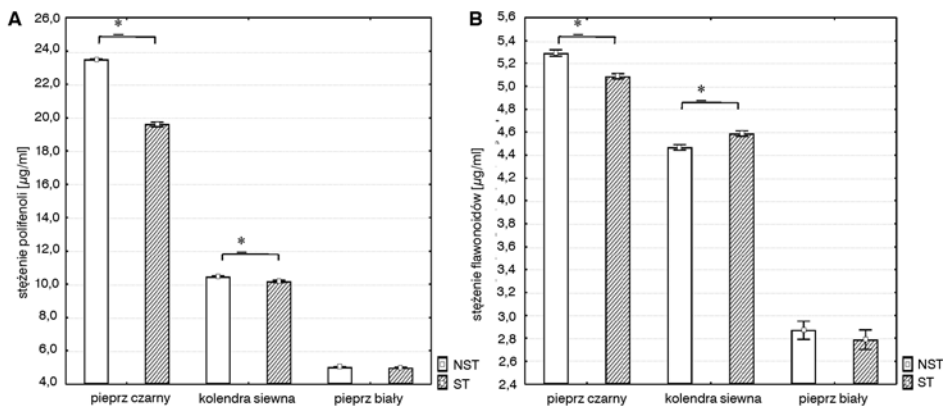 A
stężenie polifenoli [µg/ml]
26,0
24,0
22,0
20,0
18,0
16,0
14,0
12,0
10,0
8,0
6,0
4,0
*
*
pieprz czarny
kolendra siewna
pieprz biały
NST
ST
B
stężenie flawonoidów [µg/ml]
5,6
5,4
5,2
5,0
4,8
4,6
4,4
4,2
4,0
3,8
3,6
3,4
3,2
3,0
2,8
2,6
2,4
*
*
pieprz czarny
kolendra siewna
pieprz biały
NST
ST